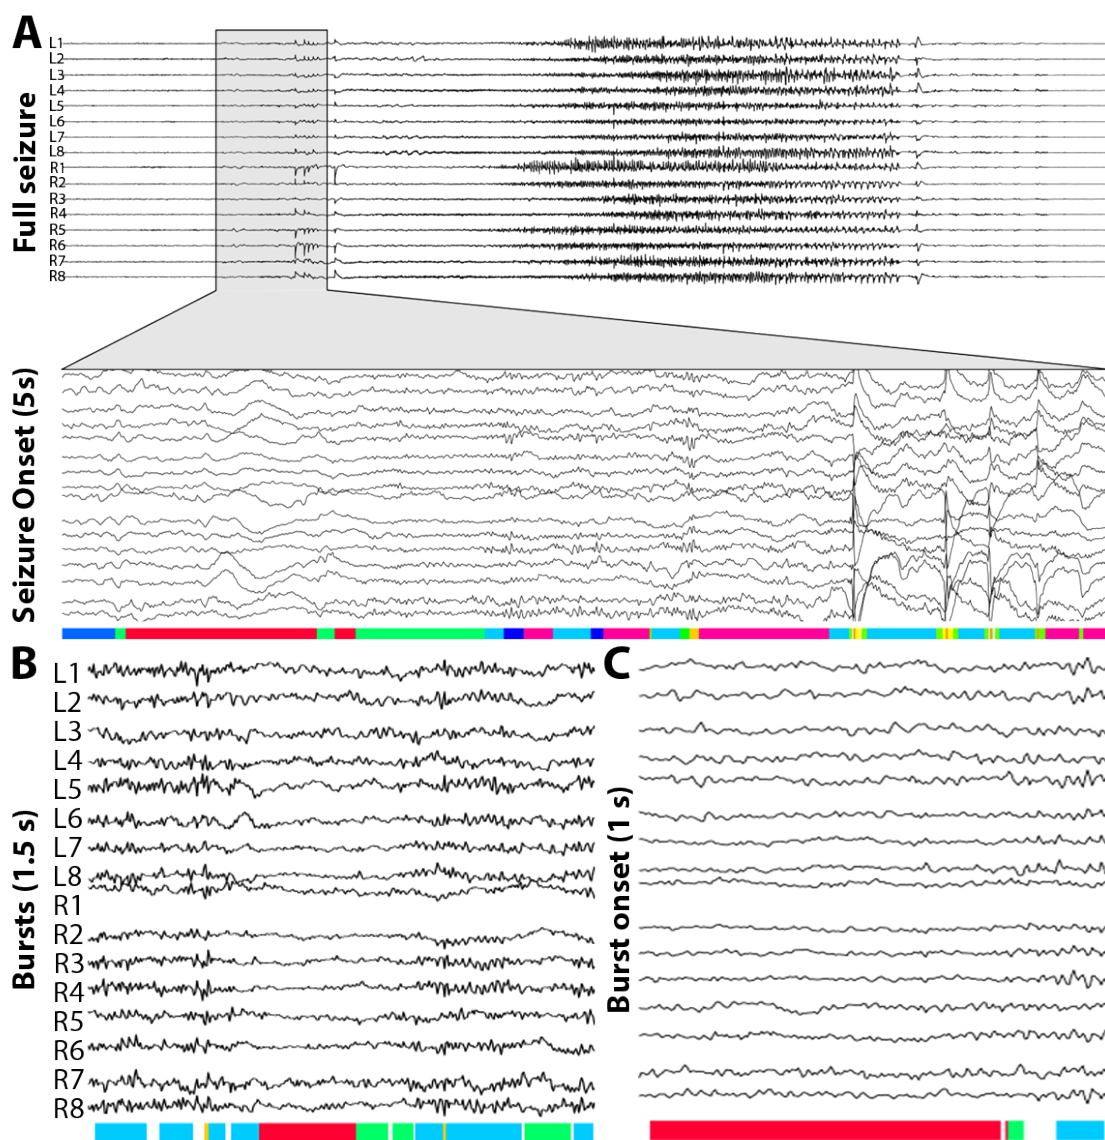 A
Full seizure
L1
L2
L3
L4
L5
L6
L7
L8
R1
R2
R3
R4
R5
R6
R7
R8
Seizure Onset (5s)
B
Bursts (1.5 s)
L1
L2
L3
L4
L5
L6
L7
L8
R1
R2
R3
R4
R5
R6
R7
R8
C
Burst onset (1 s)